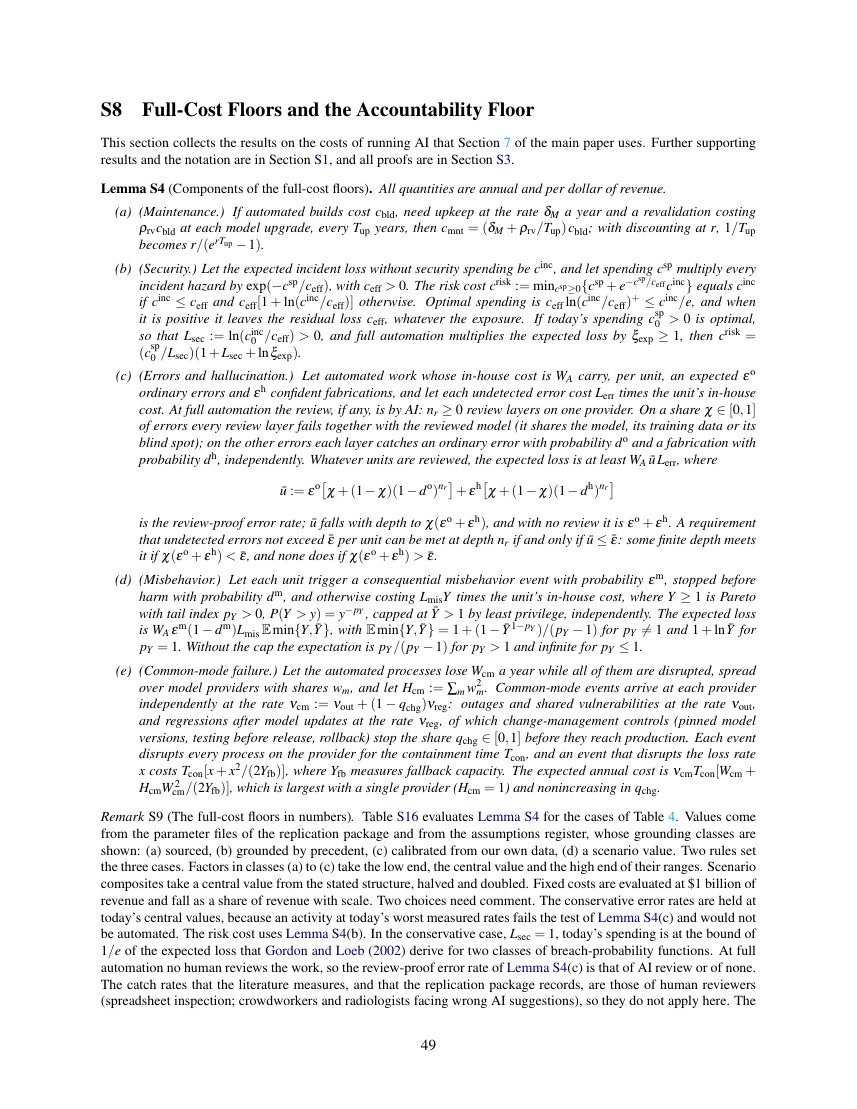 S8 Full-Cost Floors and the Accountability Floor
This section collects the results on the costs of running AI that Section 7 of the main paper uses. Further supporting
results and the notation are in Section S1, and all proofs are in Section S3.
Lemma S4 (Components of the full-cost floors). All quantities are annual and per dollar of revenue.
(a) (Maintenance.) If automated builds cost c_bld, need upkeep at the rate δ_M a year and a revalidation costing
ρ_rv c_bld at each model upgrade, every T_up years, then c_mnt = (δ_M + ρ_rv/T_up) c_bld; with discounting at r, 1/T_up
becomes r/(e^{rT_up} − 1).
(b) (Security.) Let the expected incident loss without security spending be c^inc, and let spending c^sp multiply every
incident hazard by exp(−c^sp/c_eff), with c_eff > 0. The risk cost c^risk := min_{c^sp≥0}{c^sp + e^{−c^sp/c_eff} c^inc} equals c^inc
if c^inc ≤ c_eff and c_eff[1 + ln(c^inc/c_eff)] otherwise. Optimal spending is c_eff ln(c^inc/c_eff)^+ ≤ c^inc/e, and when
it is positive it leaves the residual loss c_eff, whatever the exposure. If today's spending c_0^sp > 0 is optimal,
so that L_sec := ln(c_0^inc/c_eff) > 0, and full automation multiplies the expected loss by ξ_exp ≥ 1, then c^risk =
(c_0^sp/L_sec)(1 + L_sec + ln ξ_exp).
(c) (Errors and hallucination.) Let automated work whose in-house cost is W_A carry, per unit, an expected ε^o
ordinary errors and ε^h confident fabrications, and let each undetected error cost L_err times the unit's in-house
cost. At full automation the review, if any, is by AI: n_r ≥ 0 review layers on one provider. On a share χ ∈ [0,1]
of errors every review layer fails together with the reviewed model (it shares the model, its training data or its
blind spot); on the other errors each layer catches an ordinary error with probability d^o and a fabrication with
probability d^h, independently. Whatever units are reviewed, the expected loss is at least W_A ū L_err, where
ū := ε^o[χ + (1 − χ)(1 − d^o)^{n_r}] + ε^h[χ + (1 − χ)(1 − d^h)^{n_r}]
is the review-proof error rate; ū falls with depth to χ(ε^o + ε^h), and with no review it is ε^o + ε^h. A requirement
that undetected errors not exceed ε̄ per unit can be met at depth n_r if and only if ū ≤ ε̄: some finite depth meets
it if χ(ε^o + ε^h) < ε̄, and none does if χ(ε^o + ε^h) > ε̄.
(d) (Misbehavior.) Let each unit trigger a consequential misbehavior event with probability ε^m, stopped before
harm with probability d^m, and otherwise costing L_mis Y times the unit's in-house cost, where Y ≥ 1 is Pareto
with tail index p_Y > 0, P(Y > y) = y^{−p_Y}, capped at Ȳ > 1 by least privilege, independently. The expected loss
is W_A ε^m(1 − d^m)L_mis 𝔼min{Y,Ȳ}, with 𝔼min{Y,Ȳ} = 1 + (1 − Ȳ^{1−p_Y})/(p_Y − 1) for p_Y ≠ 1 and 1 + ln Ȳ for
p_Y = 1. Without the cap the expectation is p_Y/(p_Y − 1) for p_Y > 1 and infinite for p_Y ≤ 1.
(e) (Common-mode failure.) Let the automated processes lose W_cm a year while all of them are disrupted, spread
over model providers with shares w_m, and let H_cm := ∑_m w_m^2. Common-mode events arrive at each provider
independently at the rate ν_cm := ν_out + (1 − q_chg)ν_reg: outages and shared vulnerabilities at the rate ν_out,
and regressions after model updates at the rate ν_reg, of which change-management controls (pinned model
versions, testing before release, rollback) stop the share q_chg ∈ [0,1] before they reach production. Each event
disrupts every process on the provider for the containment time T_con, and an event that disrupts the loss rate
x costs T_con[x + x^2/(2Y_fb)], where Y_fb measures fallback capacity. The expected annual cost is ν_cm T_con[W_cm +
H_cm W_cm^2/(2Y_fb)], which is largest with a single provider (H_cm = 1) and nonincreasing in q_chg.
Remark S9 (The full-cost floors in numbers). Table S16 evaluates Lemma S4 for the cases of Table 4. Values come
from the parameter files of the replication package and from the assumptions register, whose grounding classes are
shown: (a) sourced, (b) grounded by precedent, (c) calibrated from our own data, (d) a scenario value. Two rules set
the three cases. Factors in classes (a) to (c) take the low end, the central value and the high end of their ranges. Scenario
composites take a central value from the stated structure, halved and doubled. Fixed costs are evaluated at $1 billion of
revenue and fall as a share of revenue with scale. Two choices need comment. The conservative error rates are held at
today's central values, because an activity at today's worst measured rates fails the test of Lemma S4(c) and would not
be automated. The risk cost uses Lemma S4(b). In the conservative case, L_sec = 1, today's spending is at the bound of
1/e of the expected loss that Gordon and Loeb (2002) derive for two classes of breach-probability functions. At full
automation no human reviews the work, so the review-proof error rate of Lemma S4(c) is that of AI review or of none.
The catch rates that the literature measures, and that the replication package records, are those of human reviewers
(spreadsheet inspection; crowdworkers and radiologists facing wrong AI suggestions), so they do not apply here. The
49